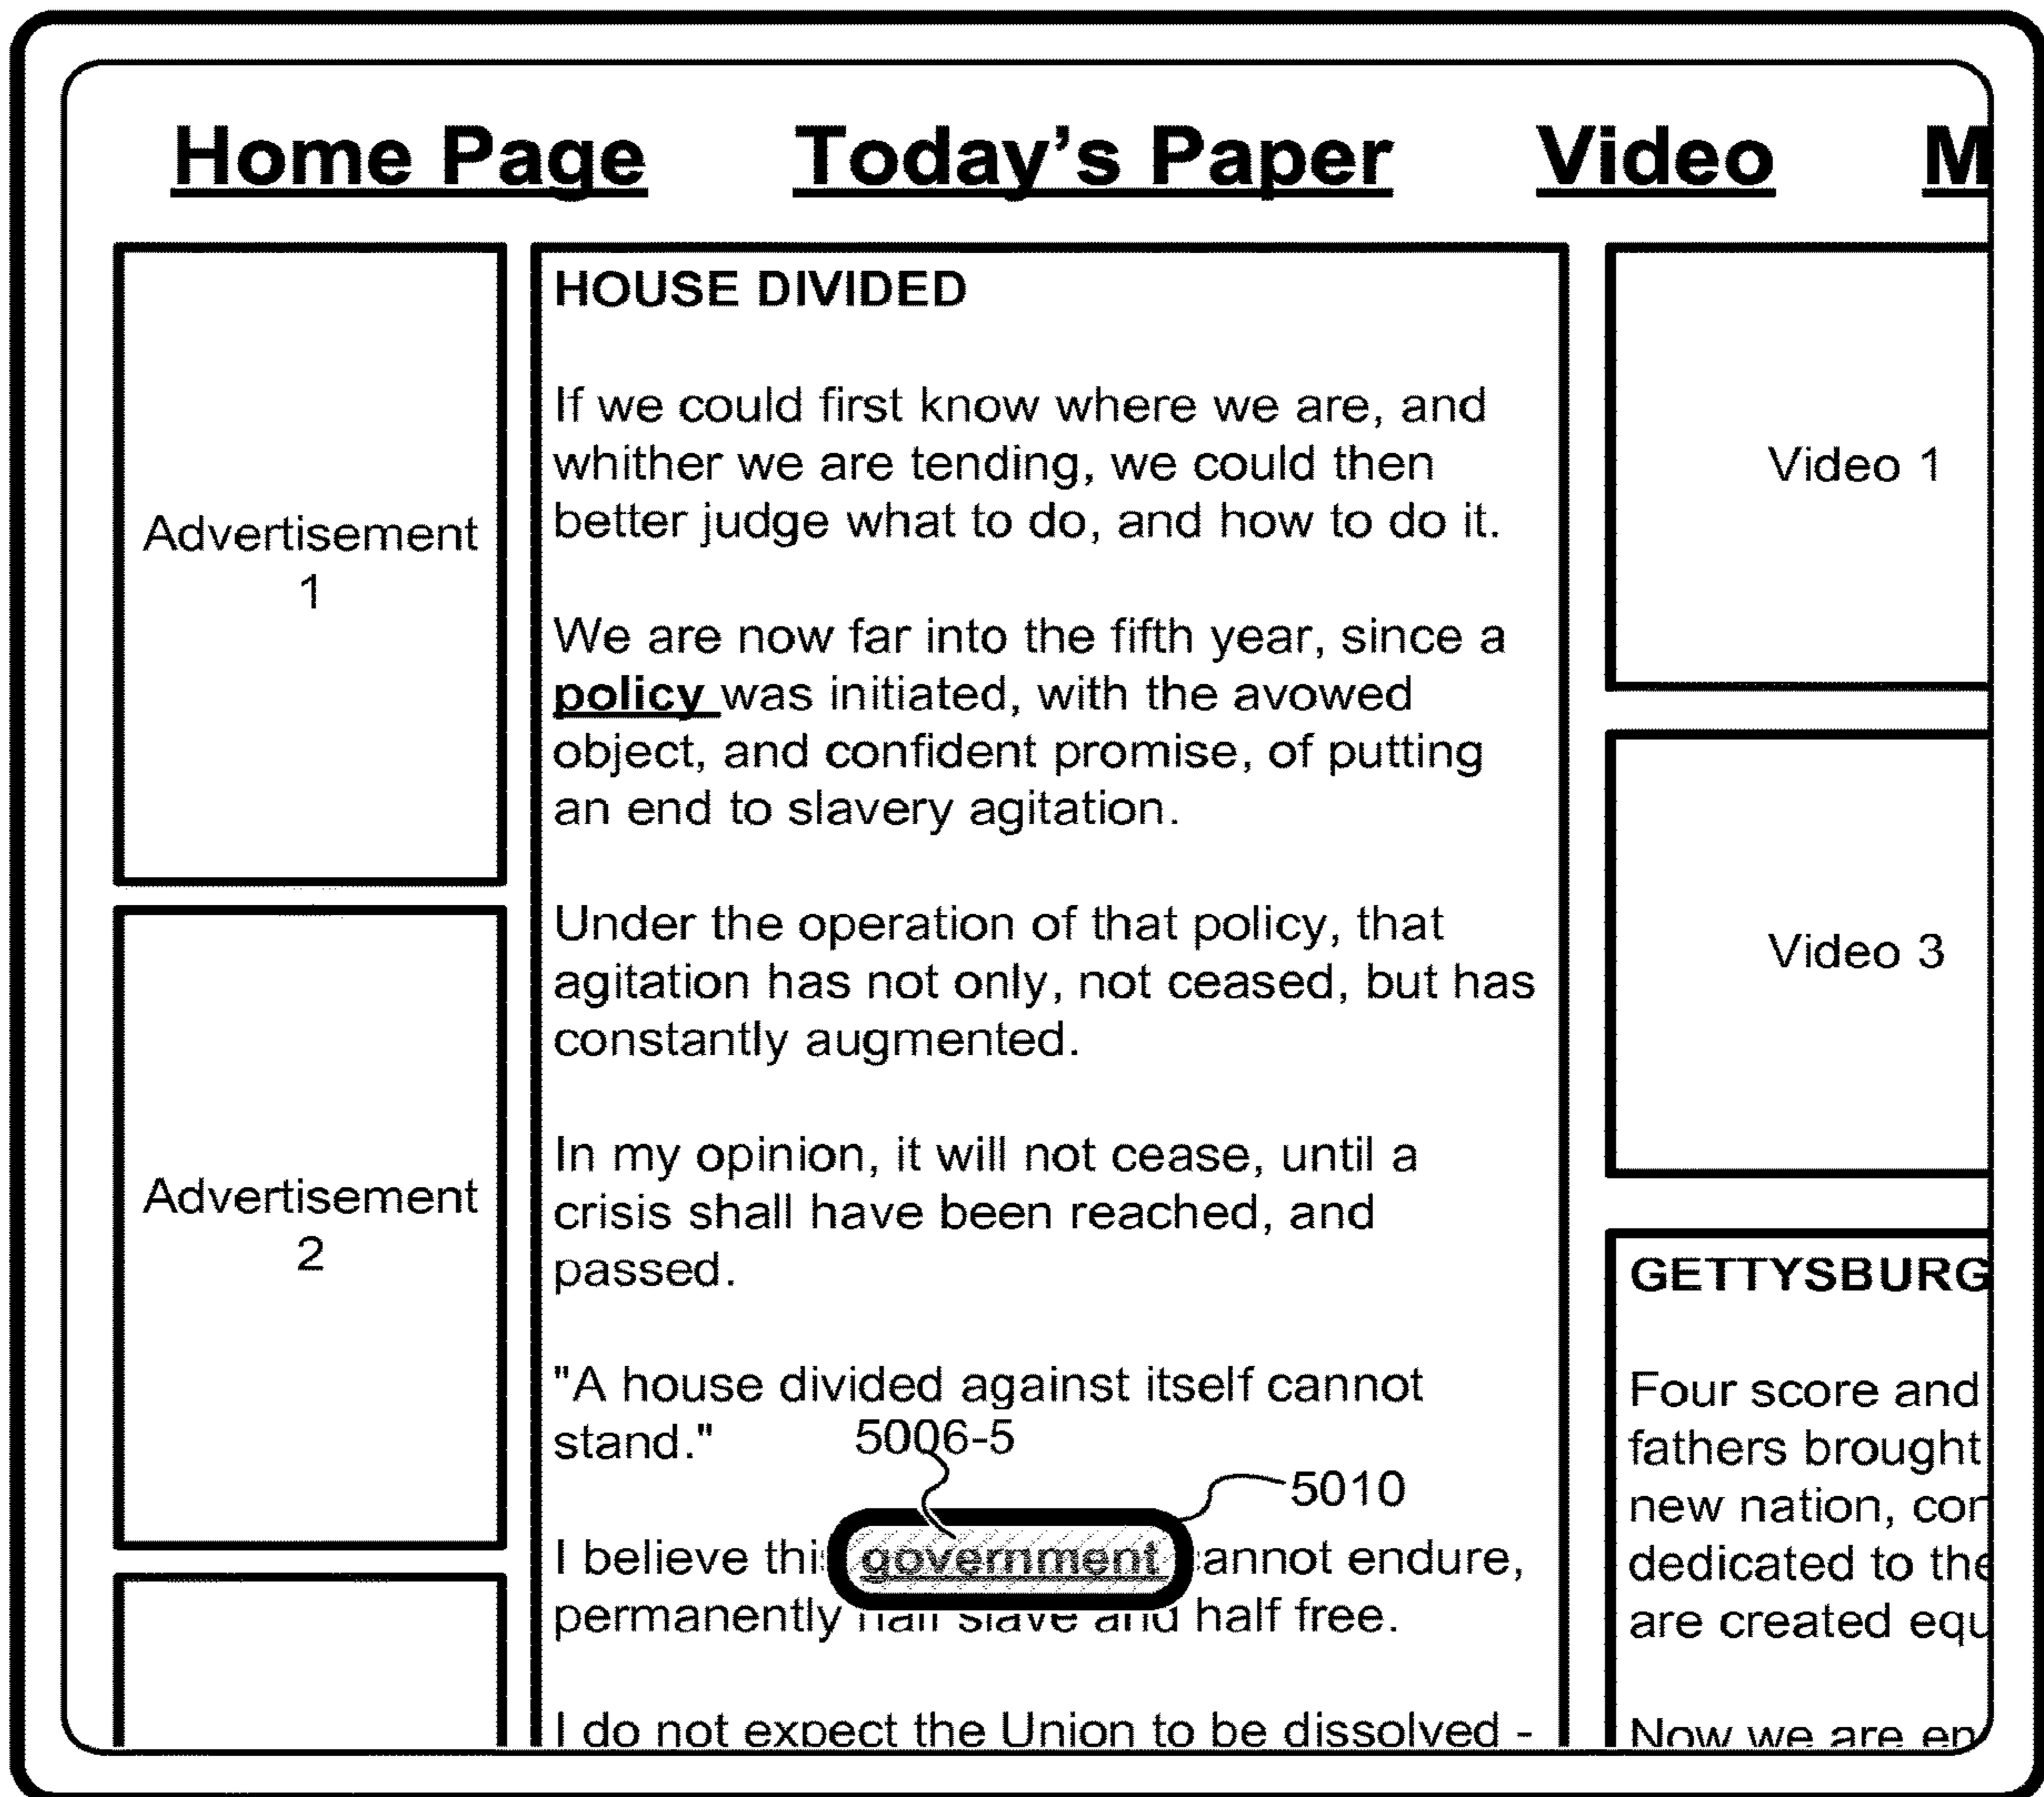 Home Page Today's Paper Video M
Advertisement
1
Advertisement
2
HOUSE DIVIDED
If we could first know where we are, and
whither we are tending, we could then
better judge what to do, and how to do it.
We are now far into the fifth year, since a
policy was initiated, with the avowed
object, and confident promise, of putting
an end to slavery agitation.
Under the operation of that policy, that
agitation has not only, not ceased, but has
constantly augmented.
In my opinion, it will not cease, until a
crisis shall have been reached, and
passed.
"A house divided against itself cannot
stand."
5006-5
5010
I believe thi government annot endure,
permanently half slave and half free.
I do not expect the Union to be dissolved -
Video 1
Video 3
GETTYSBURG
Four score and
fathers brought
new nation, con
dedicated to the
are created equ
Now we are en